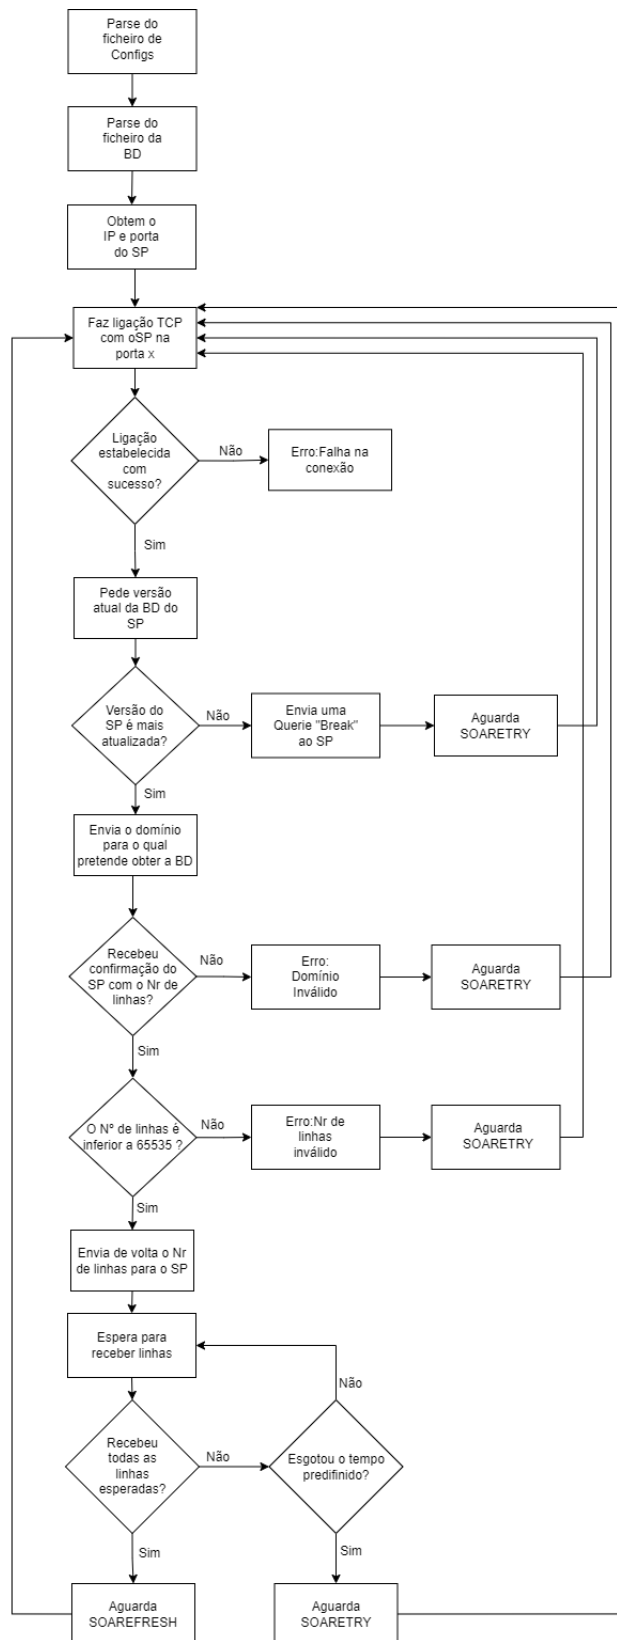 Parse do
ficheiro de
Configs
Parse do
ficheiro da
BD
Obtem o
IP e porta
do SP
Faz ligação TCP
com oSP na
porta x
Ligação
estabelecida
com
sucesso?
Não
Erro:Falha na
conexão
Sim
Pede versão
atual da BD do
SP
Versão do
SP é mais
atualizada?
Não
Envia uma
Querie "Break"
ao SP
Aguarda
SOARETRY
Sim
Envia o domínio
para o qual
pretende obter a BD
Recebeu
confirmação do
SP com o Nr de
linhas?
Não
Erro:
Domínio
Inválido
Aguarda
SOARETRY
Sim
O Nº de linhas é
inferior a 65535 ?
Não
Erro:Nr de
linhas
inválido
Aguarda
SOARETRY
Sim
Envia de volta o Nr
de linhas para o SP
Espera para
receber linhas
Não
Recebeu
todas as
linhas
esperadas?
Não
Esgotou o tempo
predifinido?
Sim
Sim
Aguarda
SOAREFRESH
Aguarda
SOARETRY